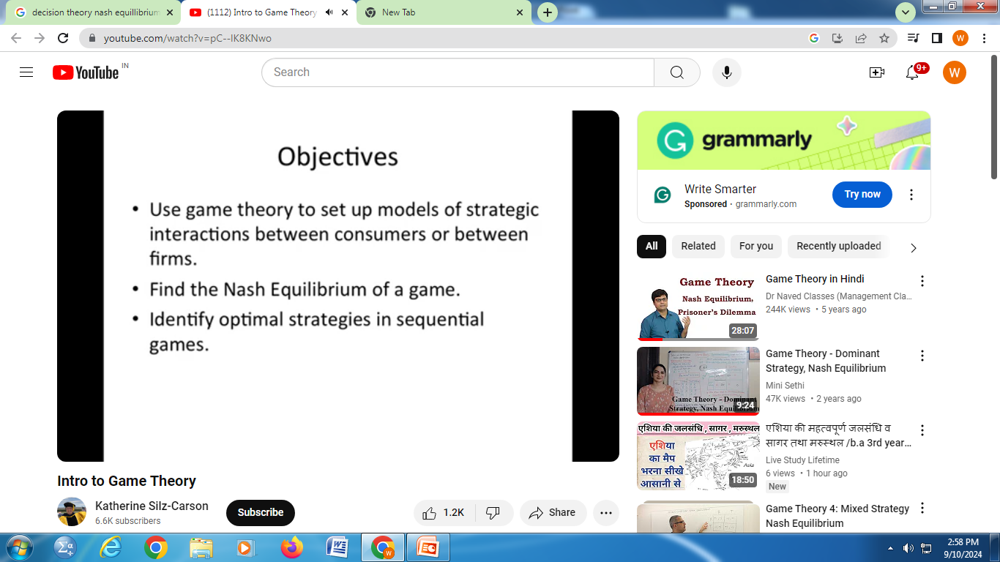 decision theory nash equillibrium
(1112) Intro to Game Theory
New Tab
youtube.com/watch?v=pC--IK8KNwo
W
YouTube IN
Search
9+
W
Objectives
• Use game theory to set up models of strategic
interactions between consumers or between
firms.
• Find the Nash Equilibrium of a game.
• Identify optimal strategies in sequential
games.
Intro to Game Theory
Katherine Silz-Carson
6.6K subscribers
Subscribe
1.2K
Share
grammarly
Write Smarter
Sponsored · grammarly.com
Try now
All
Related
For you
Recently uploaded
Game Theory
Nash Equilibrium,
Prisoner's Dilemma
28:07
Game Theory in Hindi
Dr Naved Classes (Management Cla...
244K views • 5 years ago
Game Theory - Dominant
Strategy, Nash Equilibrium
9:24
Game Theory - Dominant
Strategy, Nash Equilibrium
Mini Sethi
47K views • 2 years ago
एशिया की जलसंधि , सागर , मरुस्थल
एशिया
का मैप
भरना सीखे
आसानी से
Asia
18:50
एशिया की महत्वपूर्ण जलसंधि व
सागर तथा मरुस्थल /b.a 3rd year...
Live Study Lifetime
6 views • 1 hour ago
New
Game Theory 4: Mixed Strategy
Nash Equilibrium
W
2:58 PM
9/10/2024